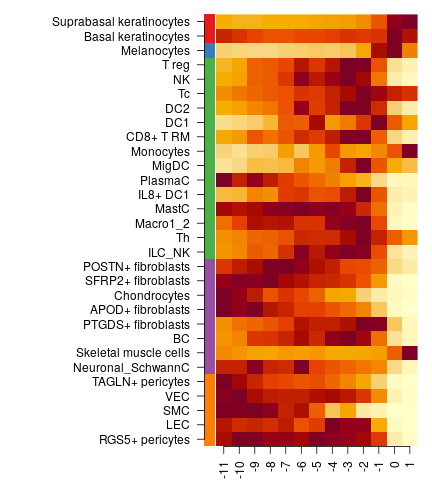 Suprabasal keratinocytes
Basal keratinocytes
Melanocytes
T reg
NK
Tc
DC2
DC1
CD8+ T RM
Monocytes
MigDC
PlasmaC
IL8+ DC1
MastC
Macro1_2
Th
ILC_NK
POSTN+ fibroblasts
SFRP2+ fibroblasts
Chondrocytes
APOD+ fibroblasts
PTGDS+ fibroblasts
BC
Skeletal muscle cells
Neuronal_SchwannC
TAGLN+ pericytes
VEC
SMC
LEC
RGS5+ pericytes
-11 -10 -9 -8 -7 -6 -5 -4 -3 -2 -1 0 1